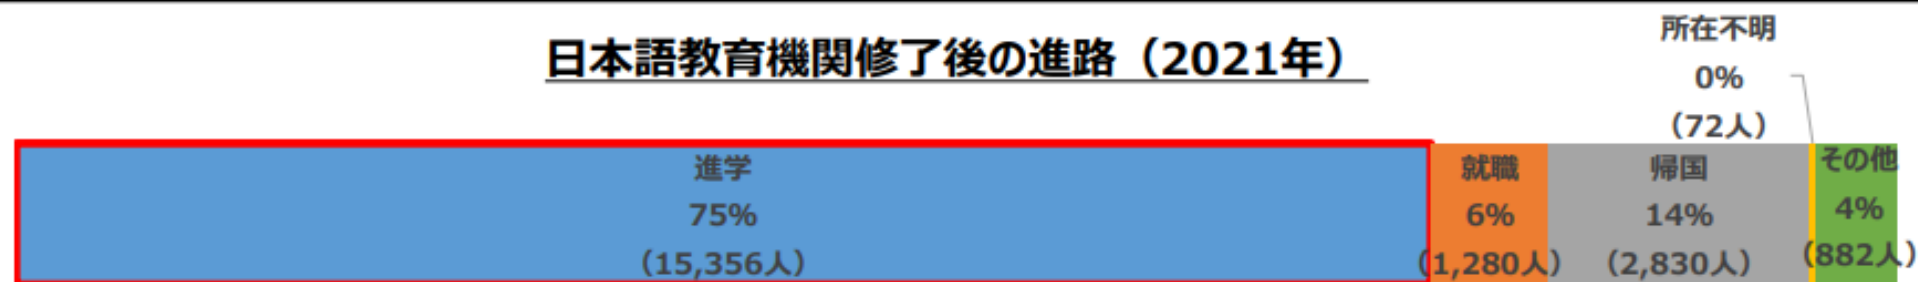 日本語教育機関修了後の進路（2021年）
所在不明
0%
（72人）
進学
75%
（15,356人）
就職
6%
（1,280人）
帰国
14%
（2,830人）
その他
4%
（882人）